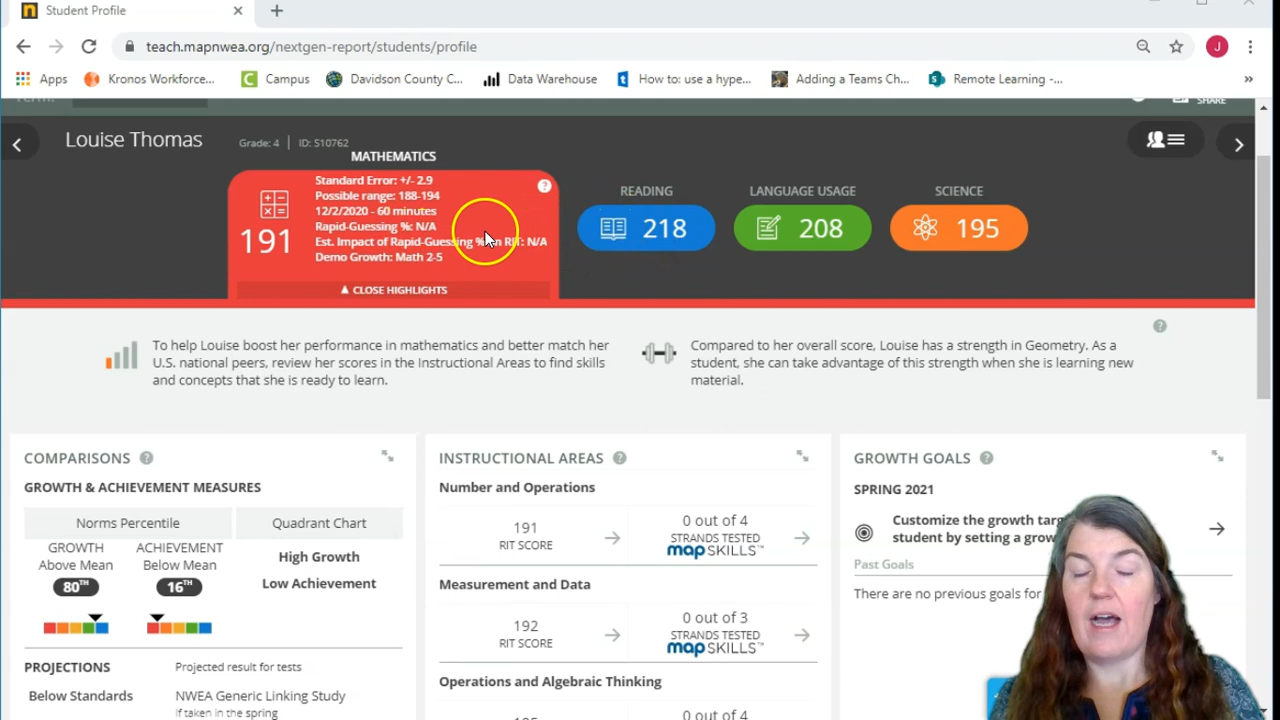 Student Profile
teach.mapnwea.org/nextgen-report/students/profile
Apps Kronos Workforce... Campus Davidson County C... Data Warehouse How to: use a hype... Adding a Teams Ch... Remote Learning -...
SHARE
Louise Thomas
Grade: 4 | ID: S10762
MATHEMATICS
Standard Error: +/- 2.9
Possible range: 188-194
12/2/2020 - 60 minutes
Rapid-Guessing %: N/A
Est. Impact of Rapid-Guessing % on RIT: N/A
Demo Growth: Math 2-5
191
CLOSE HIGHLIGHTS
READING
218
LANGUAGE USAGE
208
SCIENCE
195
To help Louise boost her performance in mathematics and better match her
U.S. national peers, review her scores in the Instructional Areas to find skills
and concepts that she is ready to learn.
Compared to her overall score, Louise has a strength in Geometry. As a
student, she can take advantage of this strength when she is learning new
material.
COMPARISONS
GROWTH & ACHIEVEMENT MEASURES
Norms Percentile
Quadrant Chart
GROWTH
Above Mean
80TH
ACHIEVEMENT
Below Mean
16TH
High Growth
Low Achievement
PROJECTIONS
Projected result for tests
Below Standards
NWEA Generic Linking Study
If taken in the spring
INSTRUCTIONAL AREAS
Number and Operations
191
RIT SCORE
0 out of 4
STRANDS TESTED
map SKILLS™
Measurement and Data
192
RIT SCORE
0 out of 3
STRANDS TESTED
map SKILLS™
Operations and Algebraic Thinking
0 out of 4
GROWTH GOALS
SPRING 2021
Customize the growth
student by setting a
Past Goals
There are no previous goals for